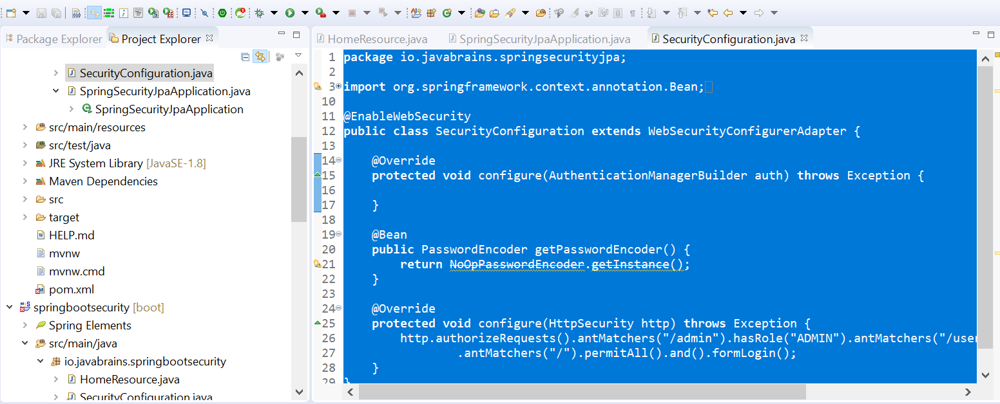 Package Explorer
Project Explorer
SecurityConfiguration.java
SpringSecurityJpaApplication.java
SpringSecurityJpaApplication
src/main/resources
src/test/java
JRE System Library [JavaSE-1.8]
Maven Dependencies
src
target
HELP.md
mvnw
mvnw.cmd
pom.xml
springbootsecurity [boot]
Spring Elements
src/main/java
io.javabrains.springbootsecurity
HomeResource.java
SecurityConfiguration.java
HomeResource.java
SpringSecurityJpaApplication.java
SecurityConfiguration.java
1 package io.javabrains.springsecurityjpa;
2
3 import org.springframework.context.annotation.Bean;
10
11 @EnableWebSecurity
12 public class SecurityConfiguration extends WebSecurityConfigurerAdapter {
13
14     @Override
15     protected void configure(AuthenticationManagerBuilder auth) throws Exception {
16
17     }
18
19     @Bean
20     public PasswordEncoder getPasswordEncoder() {
21         return NoOpPasswordEncoder.getInstance();
22     }
23
24     @Override
25     protected void configure(HttpSecurity http) throws Exception {
26         http.authorizeRequests().antMatchers("/admin").hasRole("ADMIN").antMatchers("/user
27                 .antMatchers("/").permitAll().and().formLogin();
28     }
29 }